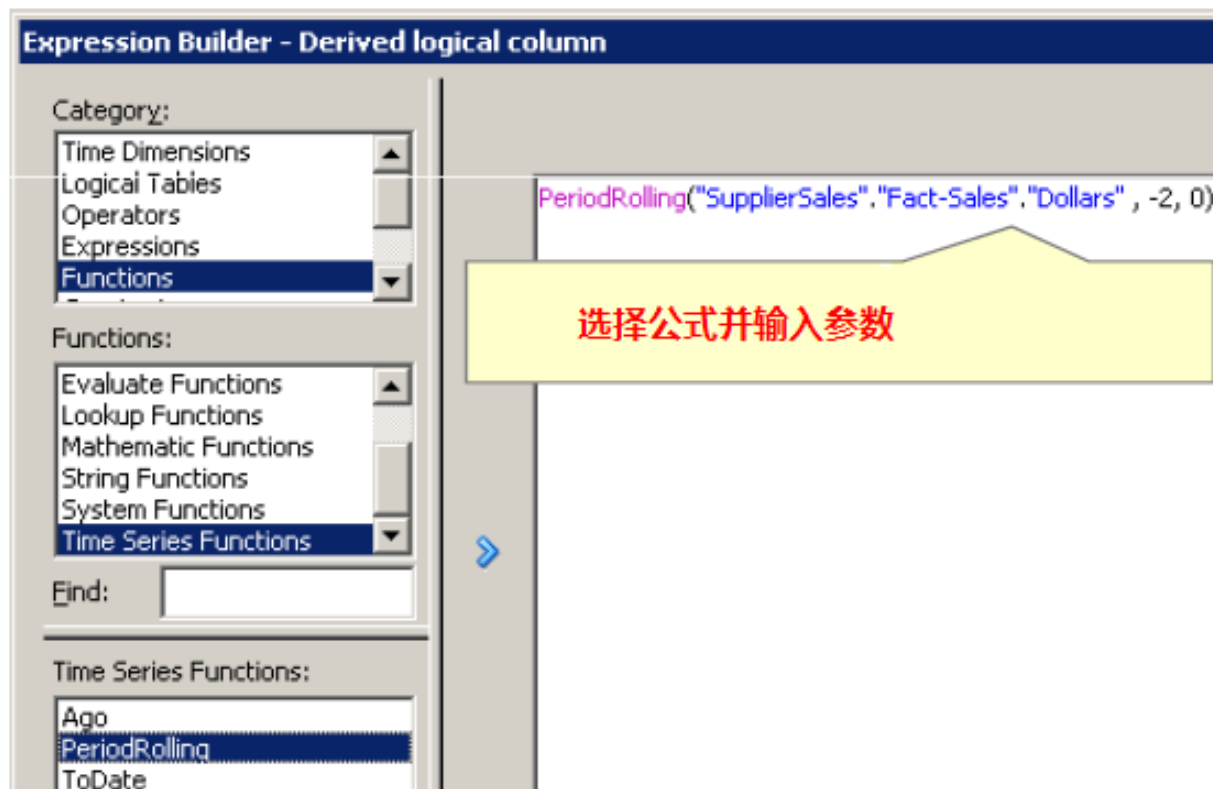 Expression Builder - Derived logical column
Category:
Time Dimensions
Logical Tables
Operators
Expressions
Functions
Functions:
Evaluate Functions
Lookup Functions
Mathematic Functions
String Functions
System Functions
Time Series Functions
Find:
Time Series Functions:
Ago
PeriodRolling
ToDate
PeriodRolling("SupplierSales"."Fact-Sales"."Dollars" , -2, 0)
选择公式并输入参数